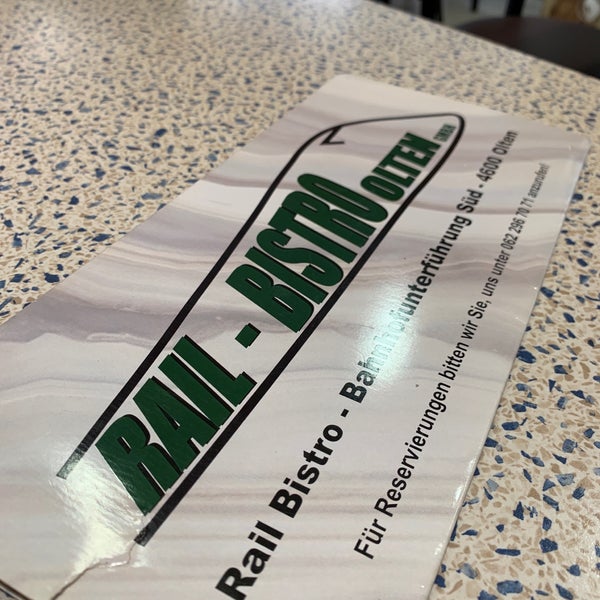 RAIL - BISTRO OLTEN GMBH
Rail Bistro - Bahnhofunterführung Süd - 4600 Olten
Für Reservierungen bitten wir Sie, uns unter 062 296 70 71 anzurufen!